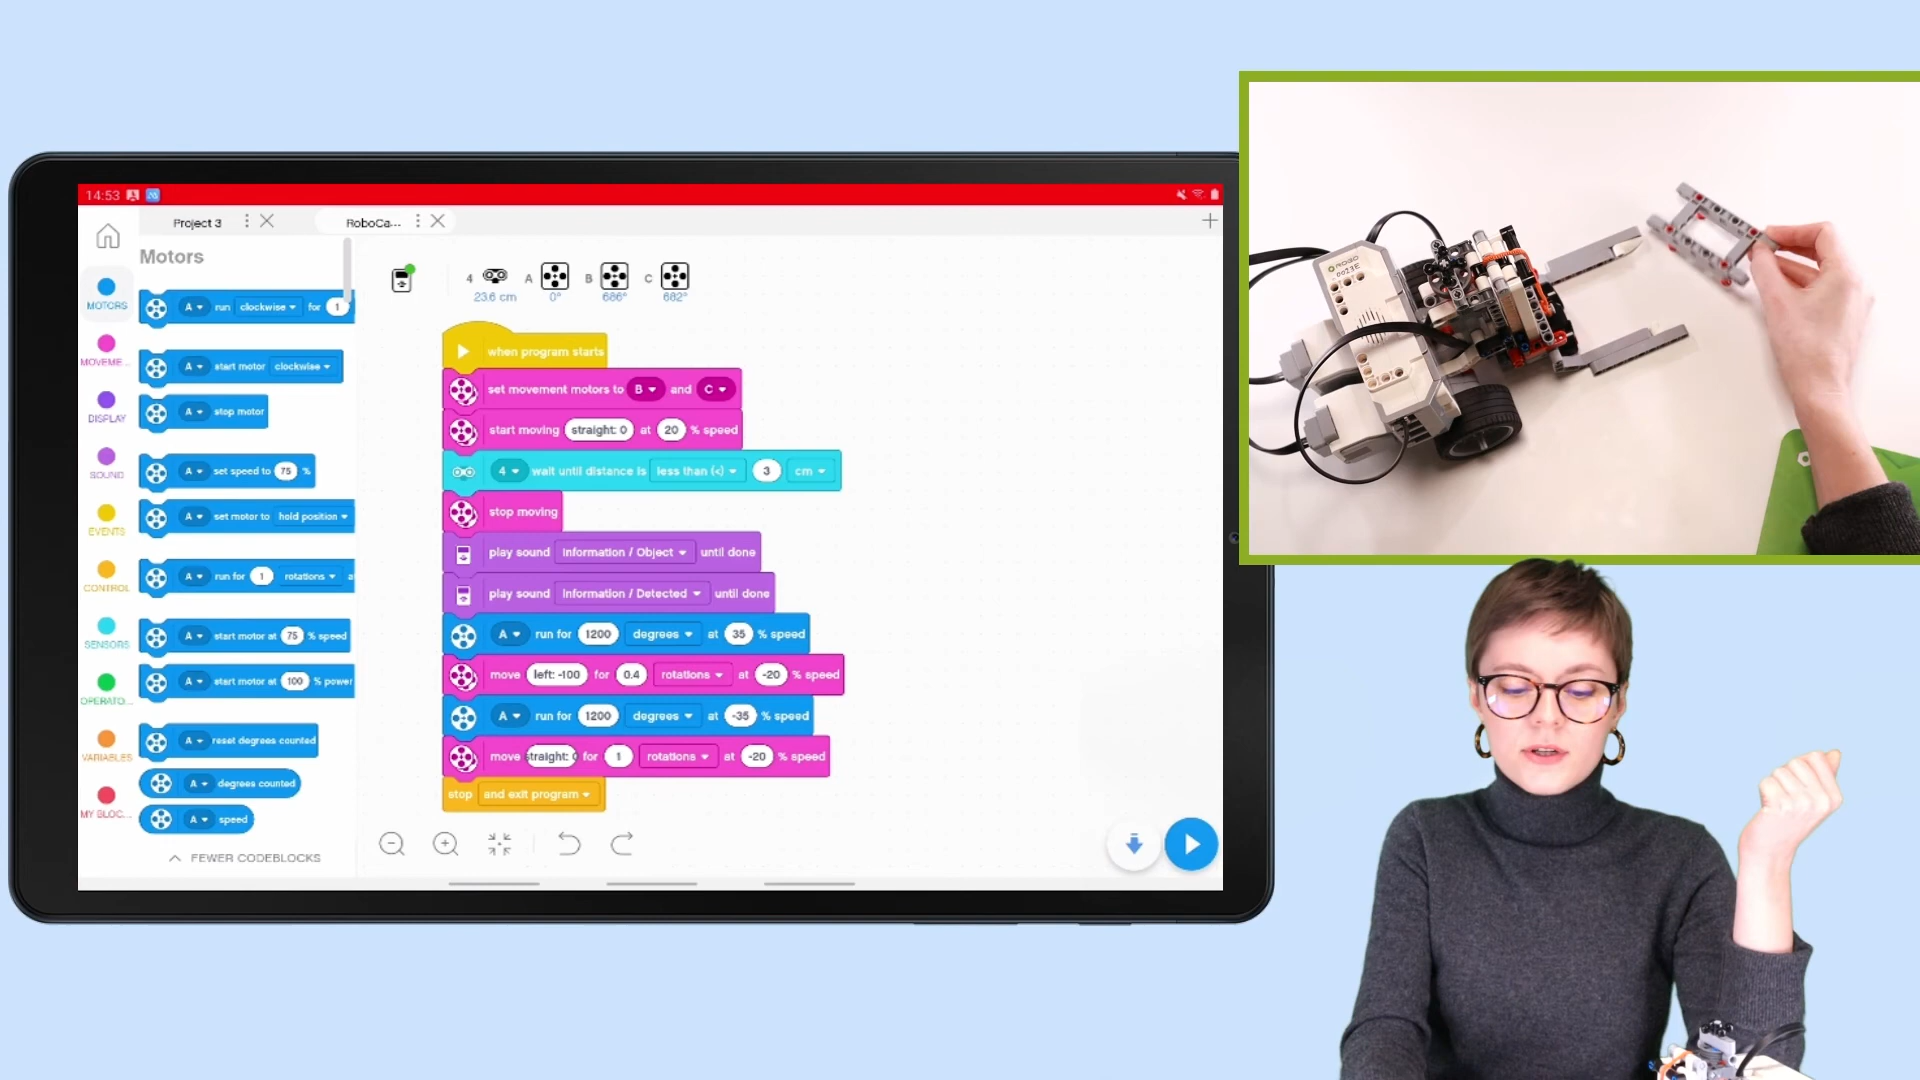 14:53
Project 3
RoboCa...
Motors
MOTORS
MOVEME...
DISPLAY
SOUND
EVENTS
CONTROL
SENSORS
OPERATO...
VARIABLES
MY BLOC...
A run clockwise for 1
A start motor clockwise
A stop motor
A set speed to 75 %
A set motor to hold position
A run for 1 rotations a
A start motor at 75 % speed
A start motor at 100 % power
A reset degrees counted
A degrees counted
A speed
FEWER CODEBLOCKS
4 A B C
23.6 cm 0° 686° 682°
when program starts
set movement motors to B and C
start moving straight: 0 at 20 % speed
4 wait until distance is less than (<) 3 cm
stop moving
play sound Information / Object until done
play sound Information / Detected until done
A run for 1200 degrees at 35 % speed
move left: -100 for 0.4 rotations at -20 % speed
A run for 1200 degrees at -35 % speed
move traight: for 1 rotations at -20 % speed
stop and exit program
ROBO
0023E